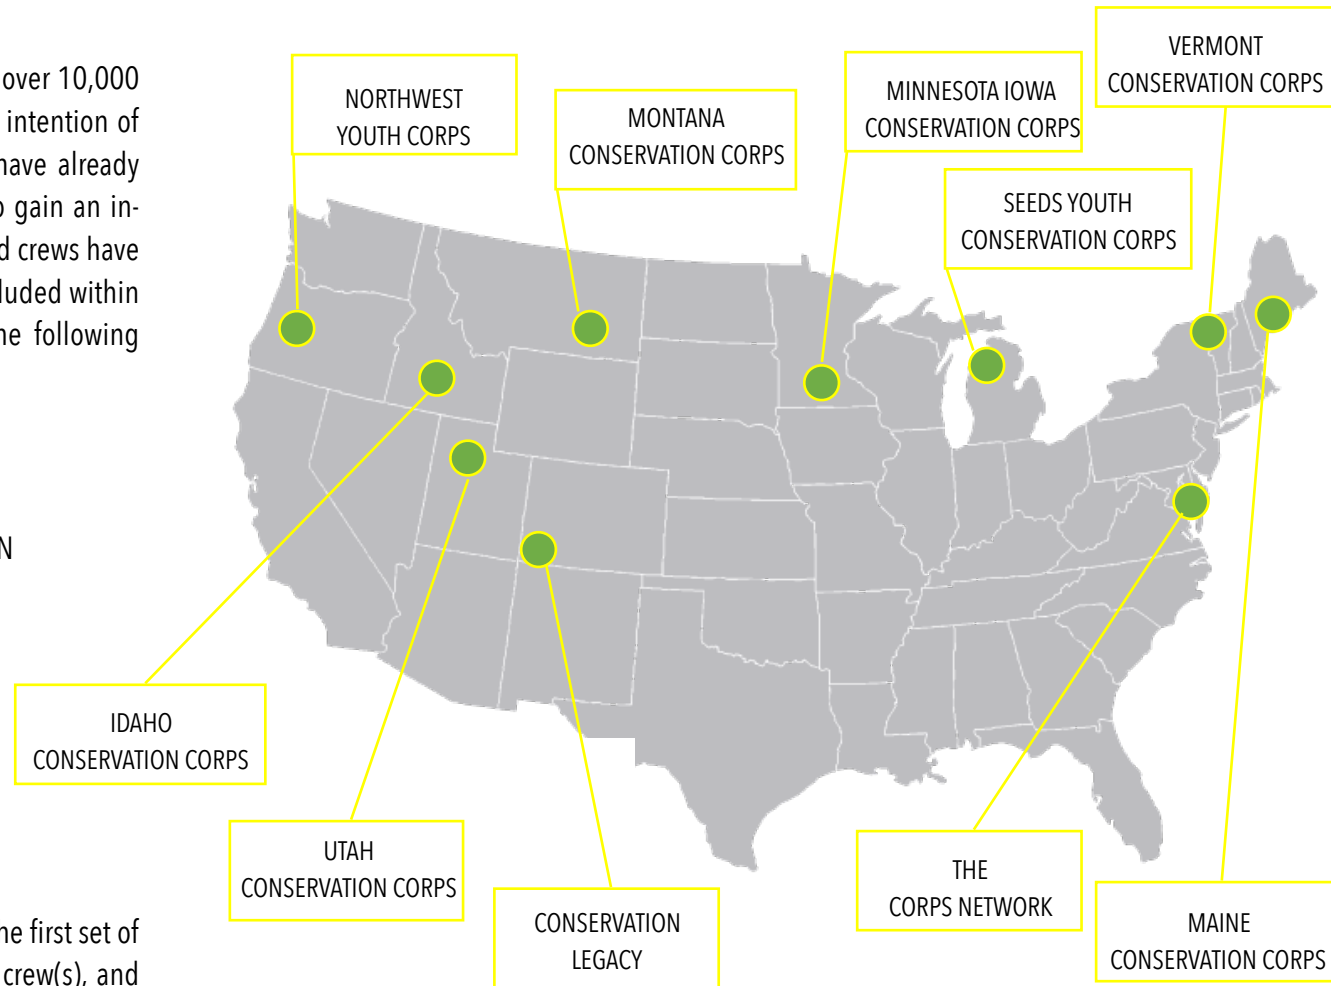 over 10,000
intention of
have already
o gain an in-
d crews have
luded within
he following
N
he first set of
crew(s), and
NORTHWEST
YOUTH CORPS
MONTANA
CONSERVATION CORPS
MINNESOTA IOWA
CONSERVATION CORPS
VERMONT
CONSERVATION CORPS
SEEDS YOUTH
CONSERVATION CORPS
IDAHO
CONSERVATION CORPS
UTAH
CONSERVATION CORPS
CONSERVATION
LEGACY
THE
CORPS NETWORK
MAINE
CONSERVATION CORPS